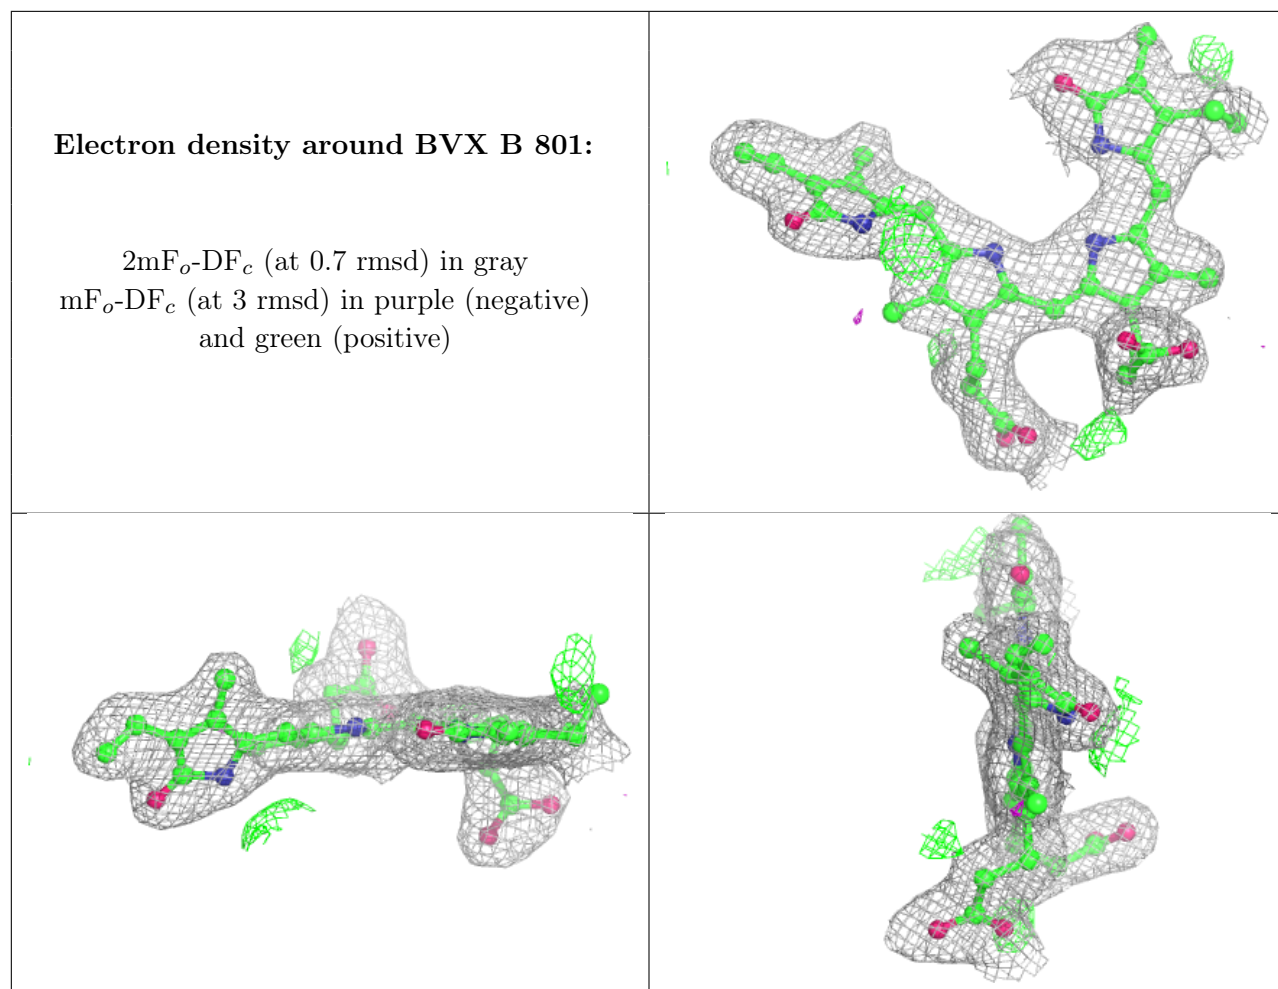 Electron density around BVX B 801:
2mFo-DFc (at 0.7 rmsd) in gray
mFo-DFc (at 3 rmsd) in purple (negative)
and green (positive)